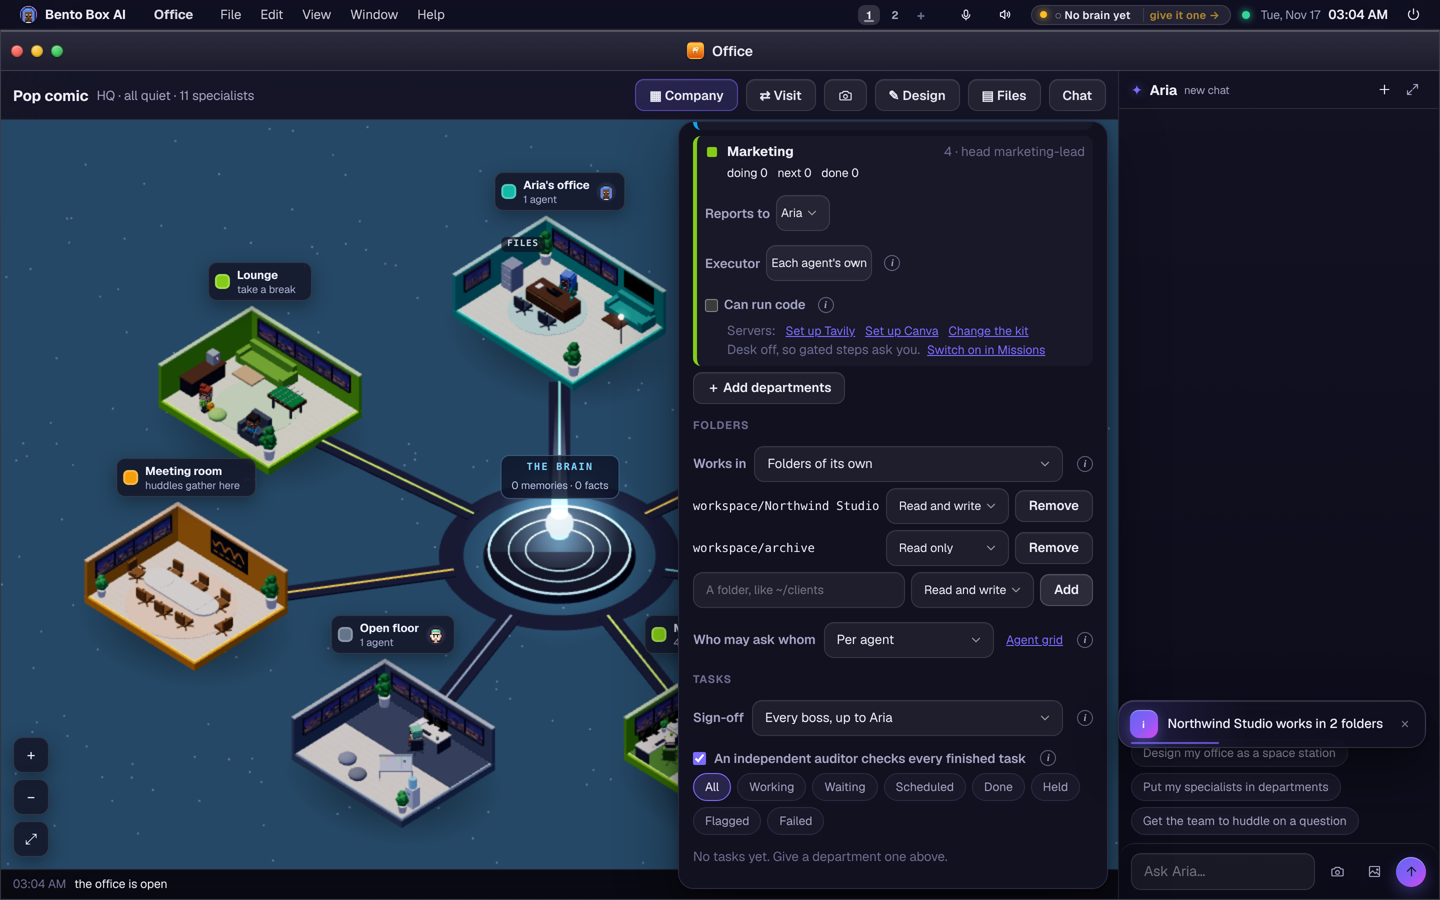 Bento Box AI Office File Edit View Window Help 1 2 + No brain yet give it one → Tue, Nov 17 03:04 AM
Office
Pop comic HQ · all quiet · 11 specialists Company Visit Design Files Chat
Aria new chat
Marketing 4 · head marketing-lead
doing 0 next 0 done 0
Reports to Aria
Executor Each agent's own i
Can run code i
Servers: Set up Tavily Set up Canva Change the kit
Desk off, so gated steps ask you. Switch on in Missions
+ Add departments
FOLDERS
Works in Folders of its own i
workspace/Northwind Studio Read and write Remove
workspace/archive Read only Remove
A folder, like ~/clients Read and write Add
Who may ask whom Per agent Agent grid i
TASKS
Sign-off Every boss, up to Aria i
An independent auditor checks every finished task i
All Working Waiting Scheduled Done Held
Flagged Failed
No tasks yet. Give a department one above.
Aria's office
1 agent
FILES
Lounge
take a break
Meeting room
huddles gather here
THE BRAIN
0 memories · 0 facts
Open floor
1 agent
+
−
03:04 AM the office is open
i Northwind Studio works in 2 folders ×
Design my office as a space station
Put my specialists in departments
Get the team to huddle on a question
Ask Aria...